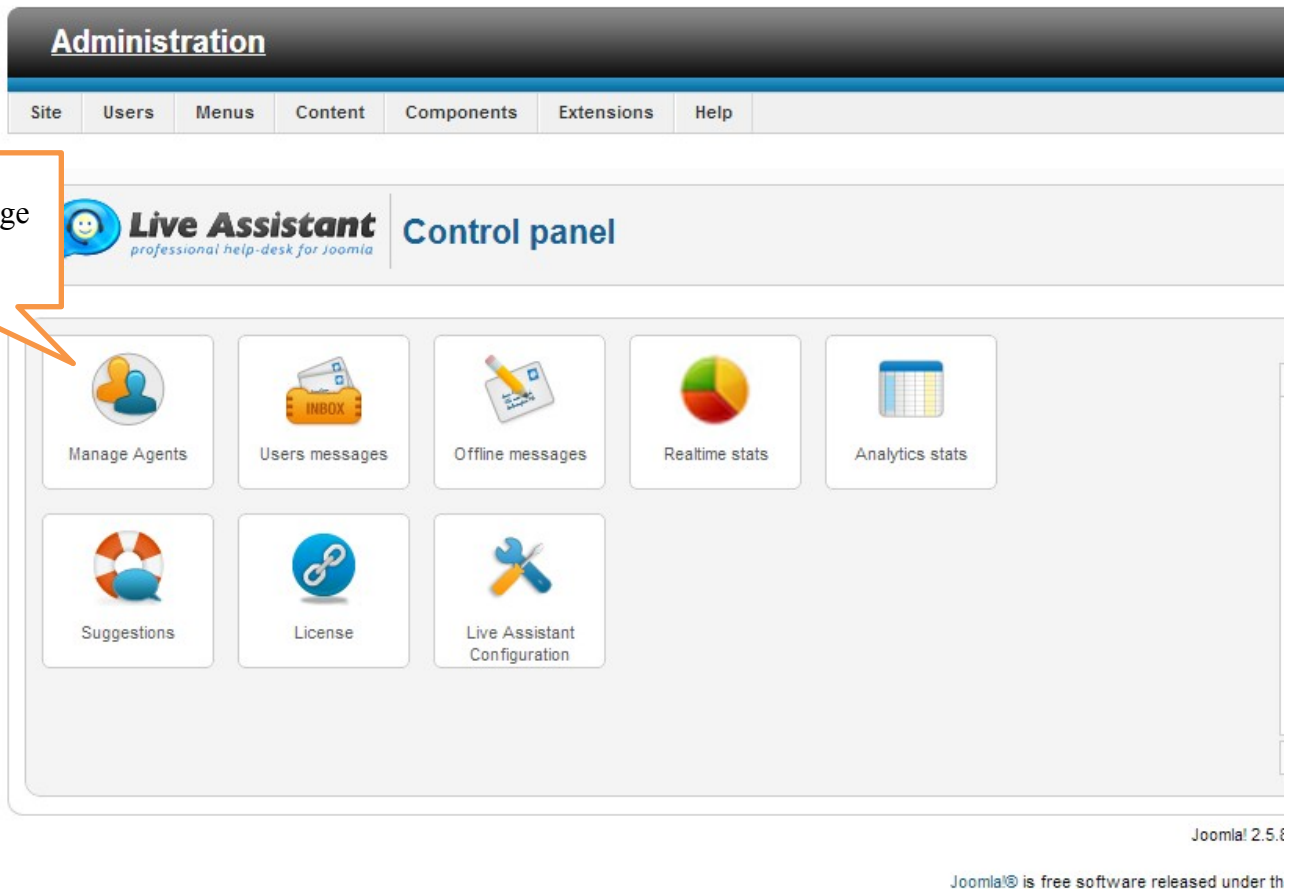 Administration
Site Users Menus Content Components Extensions Help
ge
Live Assistant
professional help-desk for Joomla
Control panel
INBOX
Manage Agents Users messages Offline messages Realtime stats Analytics stats
Suggestions License Live Assistant
Configuration
Joomla! 2.5.8
Joomla!® is free software released under th